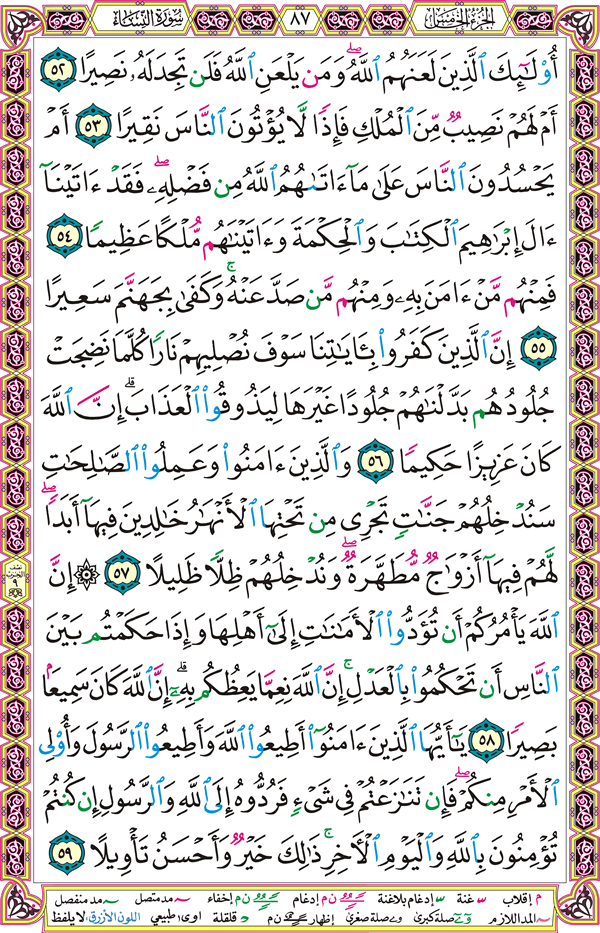 الجزء الخامس ٨٧ سورة النساء
أُو۟لَٰٓئِكَ ٱلَّذِينَ لَعَنَهُمُ ٱللَّهُ ۖ وَمَن يَلْعَنِ ٱللَّهُ فَلَن تَجِدَ لَهُۥ نَصِيرًا ٥٢
أَمْ لَهُمْ نَصِيبٌ مِّنَ ٱلْمُلْكِ فَإِذًا لَّا يُؤْتُونَ ٱلنَّاسَ نَقِيرًا ٥٣ أَمْ
يَحْسُدُونَ ٱلنَّاسَ عَلَىٰ مَآ ءَاتَىٰهُمُ ٱللَّهُ مِن فَضْلِهِۦ ۖ فَقَدْ ءَاتَيْنَآ
ءَالَ إِبْرَٰهِيمَ ٱلْكِتَٰبَ وَٱلْحِكْمَةَ وَءَاتَيْنَٰهُم مُّلْكًا عَظِيمًا ٥٤
فَمِنْهُم مَّنْ ءَامَنَ بِهِۦ وَمِنْهُم مَّن صَدَّ عَنْهُ ۚ وَكَفَىٰ بِجَهَنَّمَ سَعِيرًا
٥٥ إِنَّ ٱلَّذِينَ كَفَرُوا۟ بِـَٔايَٰتِنَا سَوْفَ نُصْلِيهِمْ نَارًا كُلَّمَا نَضِجَتْ
جُلُودُهُم بَدَّلْنَٰهُمْ جُلُودًا غَيْرَهَا لِيَذُوقُوا۟ ٱلْعَذَابَ ۗ إِنَّ ٱللَّهَ
كَانَ عَزِيزًا حَكِيمًا ٥٦ وَٱلَّذِينَ ءَامَنُوا۟ وَعَمِلُوا۟ ٱلصَّٰلِحَٰتِ
سَنُدْخِلُهُمْ جَنَّٰتٍ تَجْرِى مِن تَحْتِهَا ٱلْأَنْهَٰرُ خَٰلِدِينَ فِيهَآ أَبَدًا ۖ
لَّهُمْ فِيهَآ أَزْوَٰجٌ مُّطَهَّرَةٌ ۖ وَنُدْخِلُهُمْ ظِلًّا ظَلِيلًا ٥٧ ۞ إِنَّ
ٱللَّهَ يَأْمُرُكُمْ أَن تُؤَدُّوا۟ ٱلْأَمَٰنَٰتِ إِلَىٰٓ أَهْلِهَا وَإِذَا حَكَمْتُم بَيْنَ
ٱلنَّاسِ أَن تَحْكُمُوا۟ بِٱلْعَدْلِ ۚ إِنَّ ٱللَّهَ نِعِمَّا يَعِظُكُم بِهِۦٓ ۗ إِنَّ ٱللَّهَ كَانَ سَمِيعًۢا
بَصِيرًا ٥٨ يَٰٓأَيُّهَا ٱلَّذِينَ ءَامَنُوٓا۟ أَطِيعُوا۟ ٱللَّهَ وَأَطِيعُوا۟ ٱلرَّسُولَ وَأُو۟لِى
ٱلْأَمْرِ مِنكُمْ ۖ فَإِن تَنَٰزَعْتُمْ فِى شَىْءٍ فَرُدُّوهُ إِلَى ٱللَّهِ وَٱلرَّسُولِ إِن كُنتُمْ
تُؤْمِنُونَ بِٱللَّهِ وَٱلْيَوْمِ ٱلْـَٔاخِرِ ۚ ذَٰلِكَ خَيْرٌ وَأَحْسَنُ تَأْوِيلًا ٥٩
م إقلاب غنة إدغام بلاغنة ن م إدغام ن م إخفاء مد متصل مد منفصل
المد اللازم صلة كبرى صلة صغرى إظهار ن م قلقلة اوى طبيعي اللون الأزرق: لا يلفظ